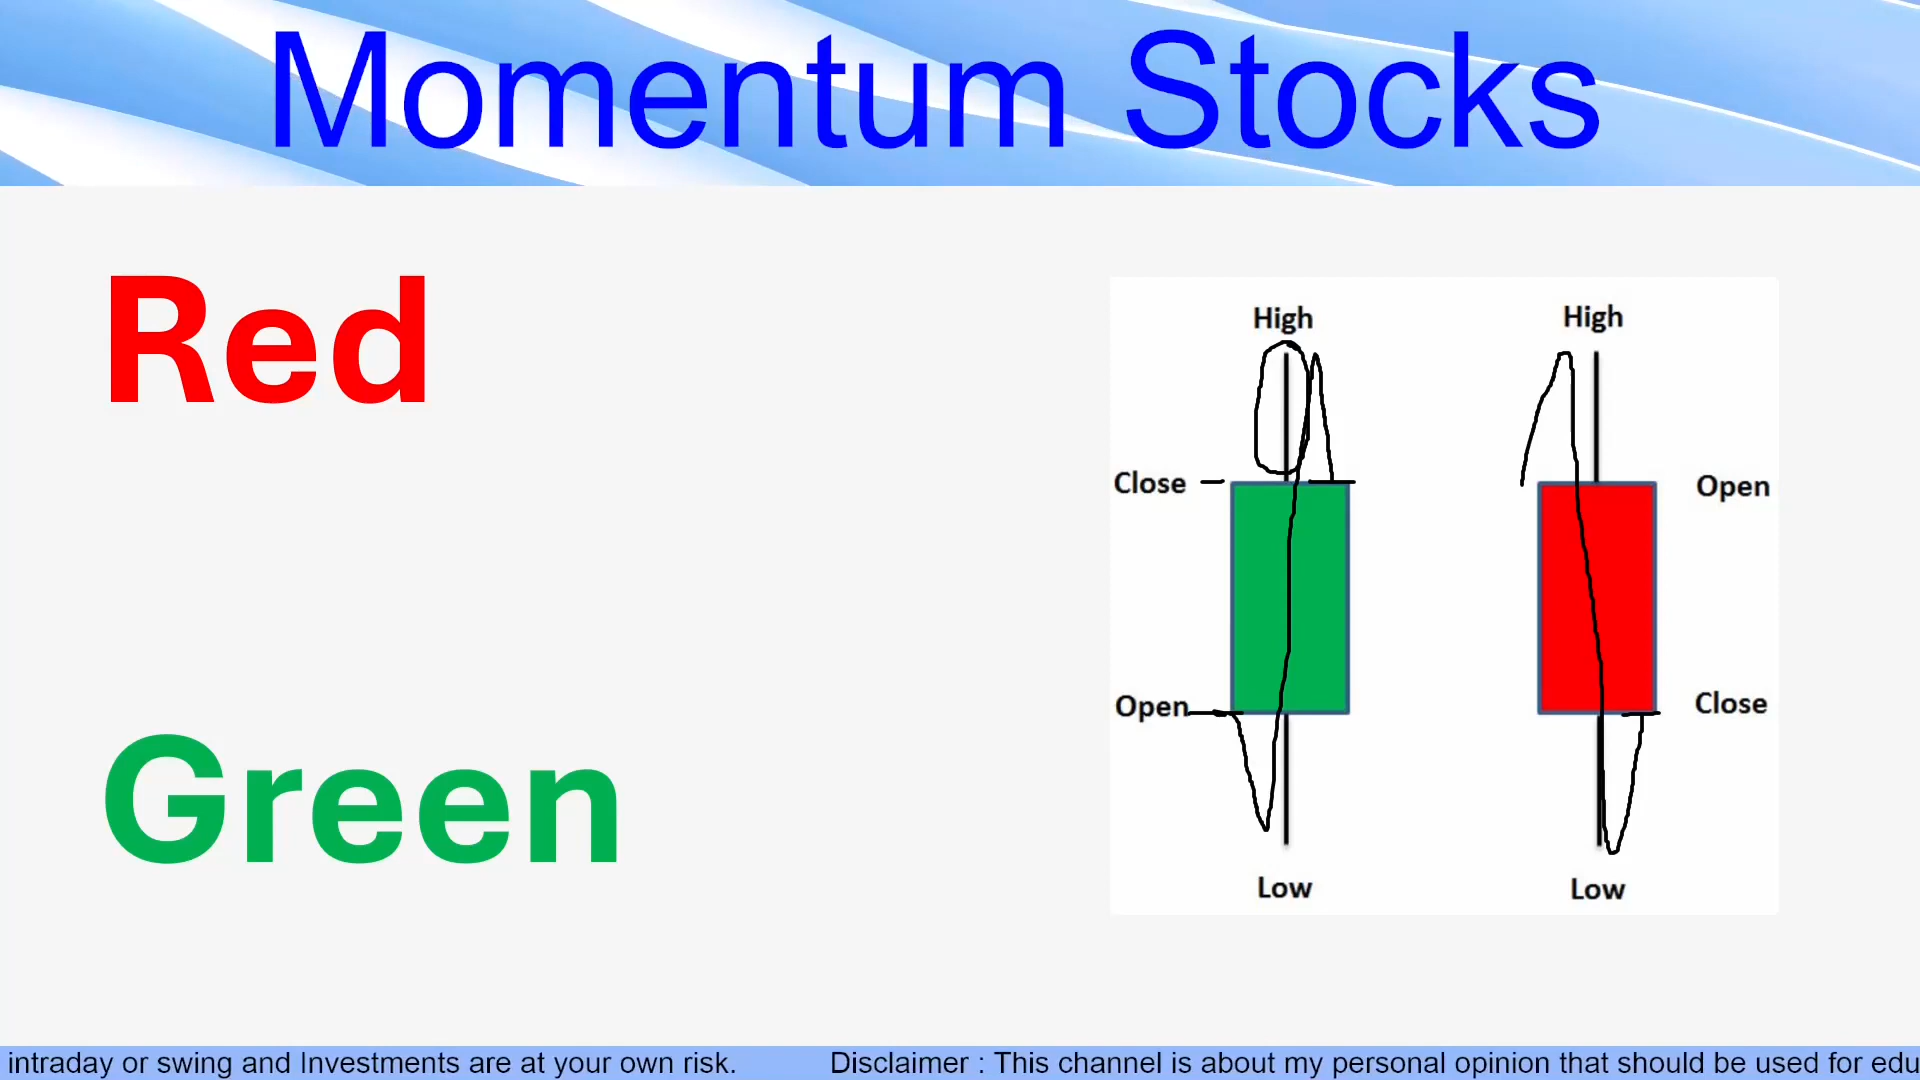 Momentum Stocks
Red
Green
High High
Close Open
Open Close
Low Low
intraday or swing and Investments are at your own risk. Disclaimer : This channel is about my personal opinion that should be used for edu